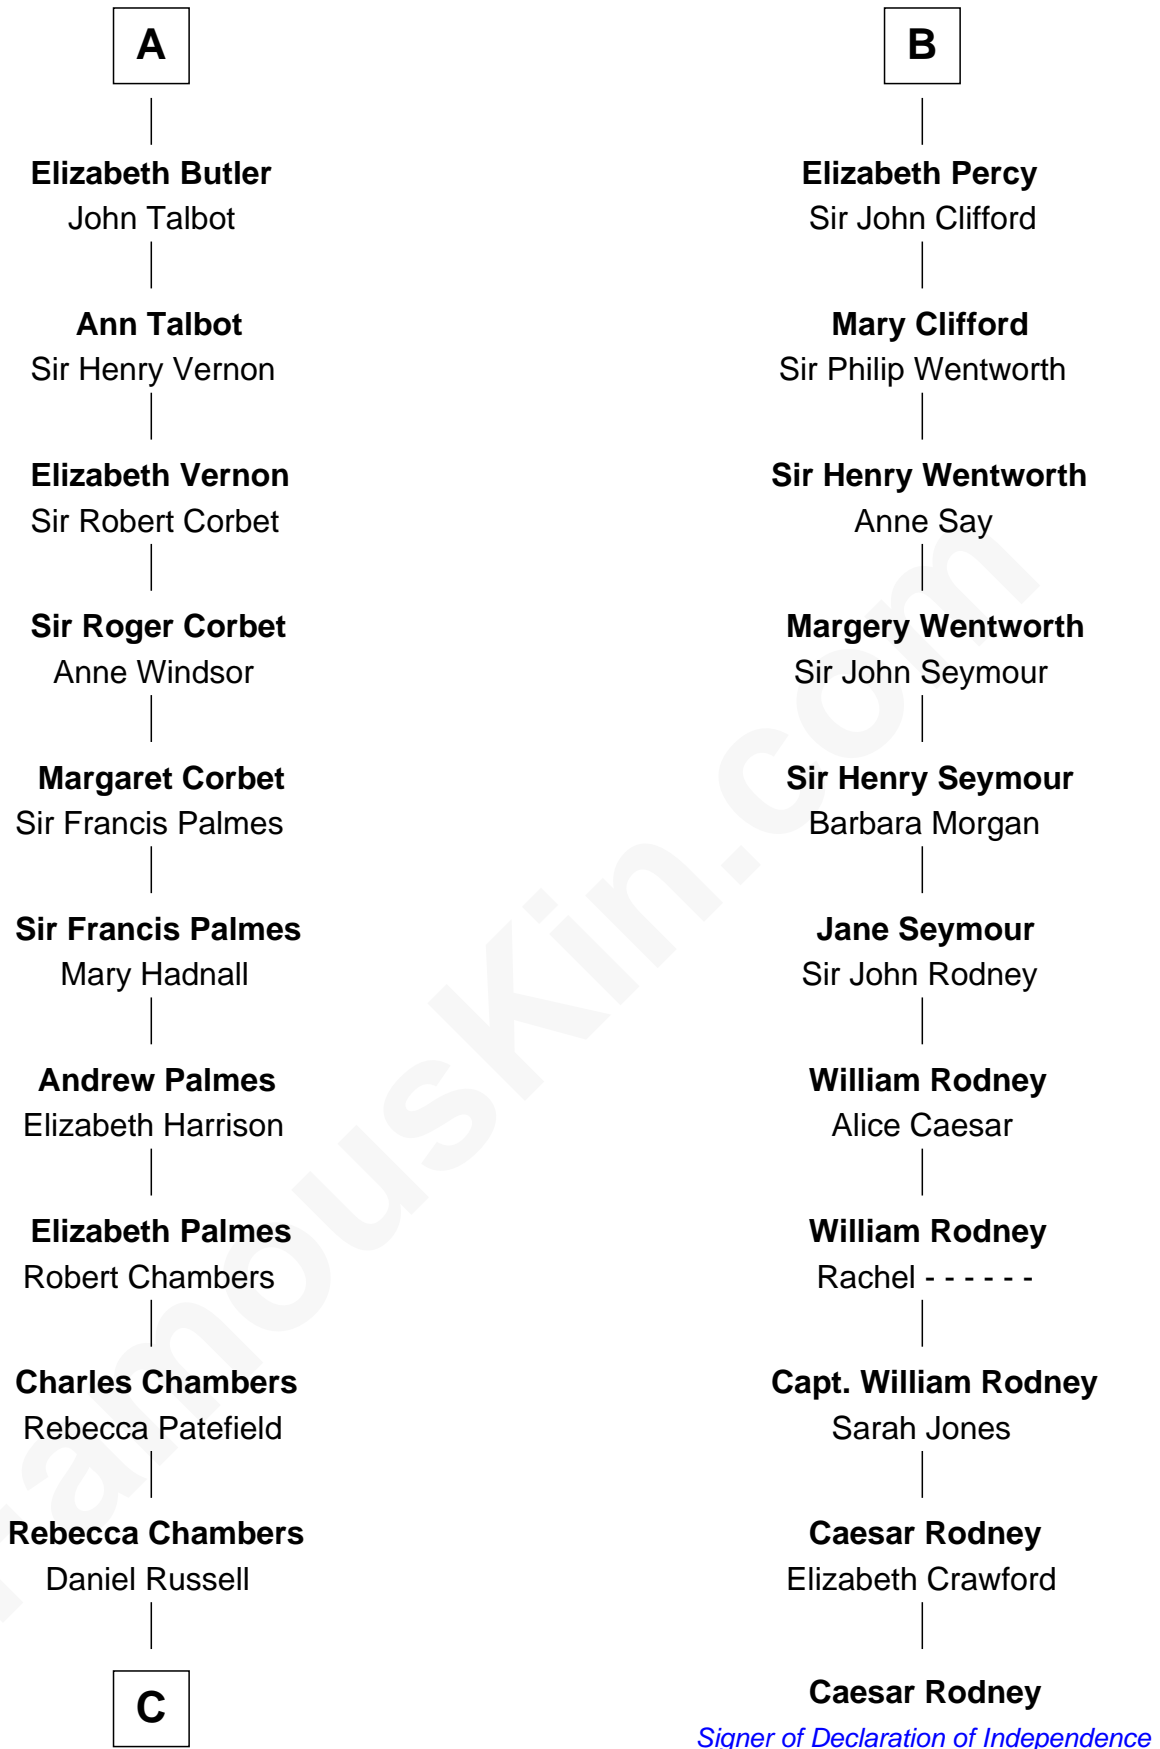 A
Elizabeth Butler
John Talbot
Ann Talbot
Sir Henry Vernon
Elizabeth Vernon
Sir Robert Corbet
Sir Roger Corbet
Anne Windsor
Margaret Corbet
Sir Francis Palmes
Sir Francis Palmes
Mary Hadnall
Andrew Palmes
Elizabeth Harrison
Elizabeth Palmes
Robert Chambers
Charles Chambers
Rebecca Patefield
Rebecca Chambers
Daniel Russell
C
B
Elizabeth Percy
Sir John Clifford
Mary Clifford
Sir Philip Wentworth
Sir Henry Wentworth
Anne Say
Margery Wentworth
Sir John Seymour
Sir Henry Seymour
Barbara Morgan
Jane Seymour
Sir John Rodney
William Rodney
Alice Caesar
William Rodney
Rachel - - - - - -
Capt. William Rodney
Sarah Jones
Caesar Rodney
Elizabeth Crawford
Caesar Rodney
Signer of Declaration of Independence
FamousKin.com